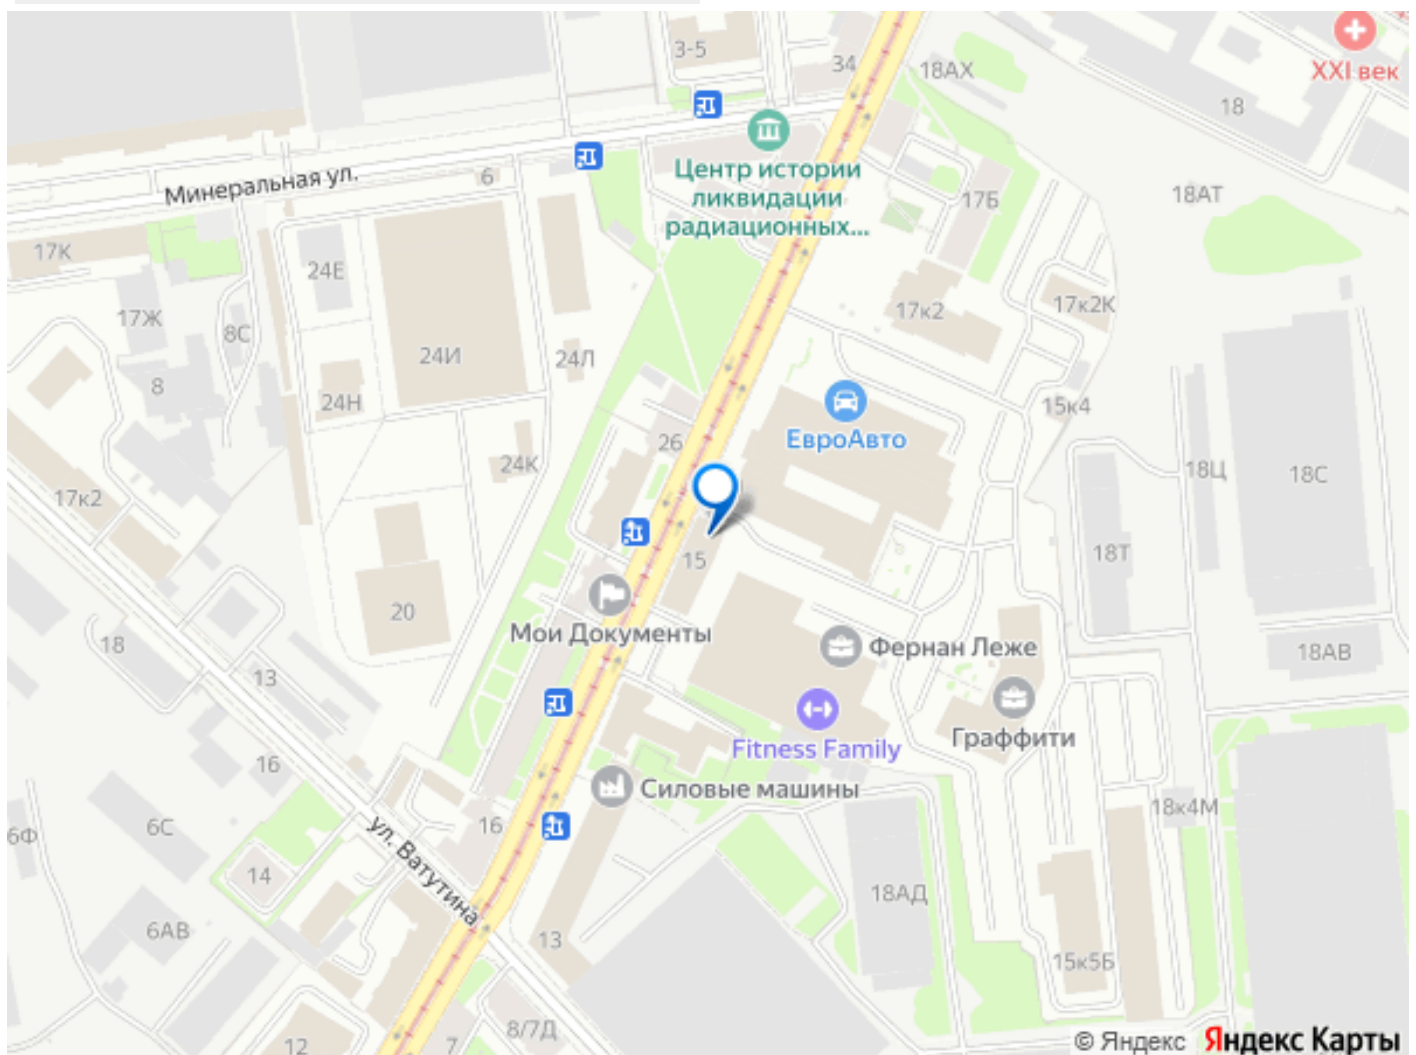 3-5
34
18АХ
XXI век
18
Центр истории
ликвидации
радиационных...
Минеральная ул.
6
17Б
18АТ
17К
24Е
17Ж
8С
17к2
17к2К
24И
24Л
8
24Н
ЕвроАвто
15к4
26
24К
17к2
18Ц
18С
15
18Т
20
Мои Документы
18
Фернан Леже
18АВ
13
Граффити
Fitness Family
16
Силовые машины
6Ф
6С
16
18к4М
ул. Ватутина
14
18АД
6АВ
13
15к5Б
12
7
8/7Д
© Яндекс Яндекс Карты